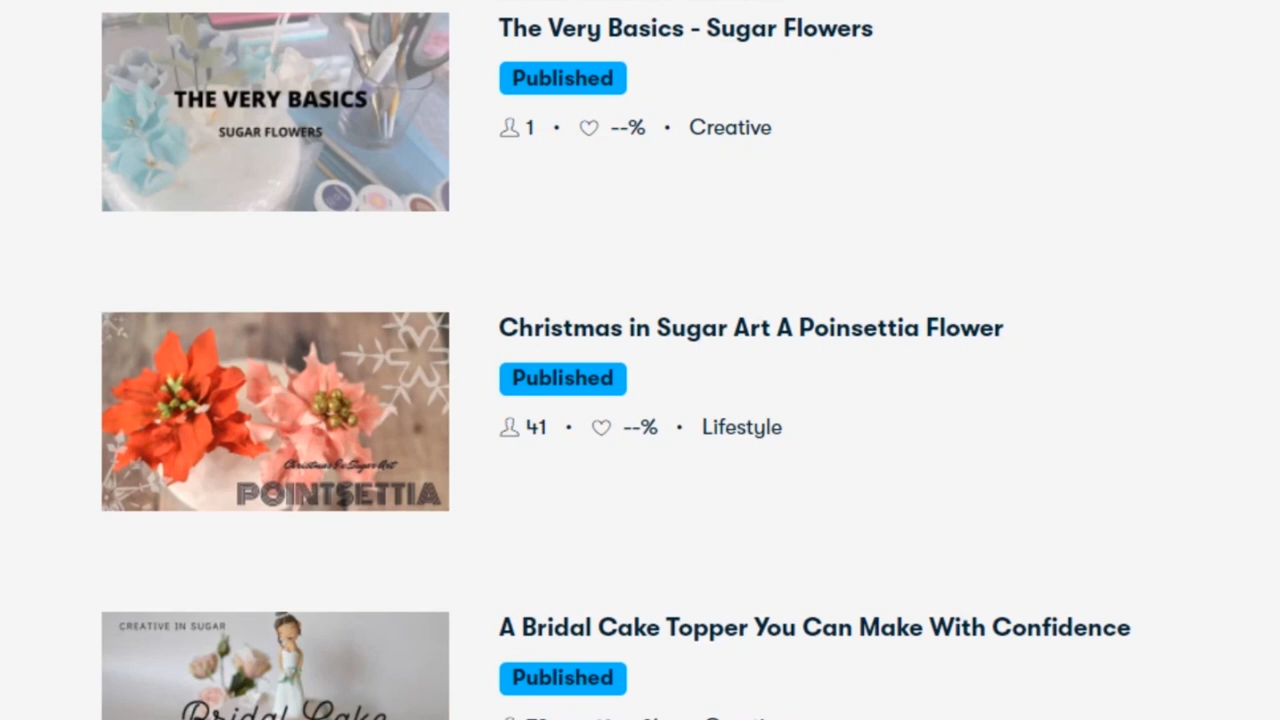 The Very Basics - Sugar Flowers
THE VERY BASICS
SUGAR FLOWERS
Published
1 • --% • Creative
Christmas in Sugar Art A Poinsettia Flower
Published
41 • --% • Lifestyle
Christmas In Sugar Art
POINTSETTIA
A Bridal Cake Topper You Can Make With Confidence
CREATIVE IN SUGAR
Published
Bridal Cake